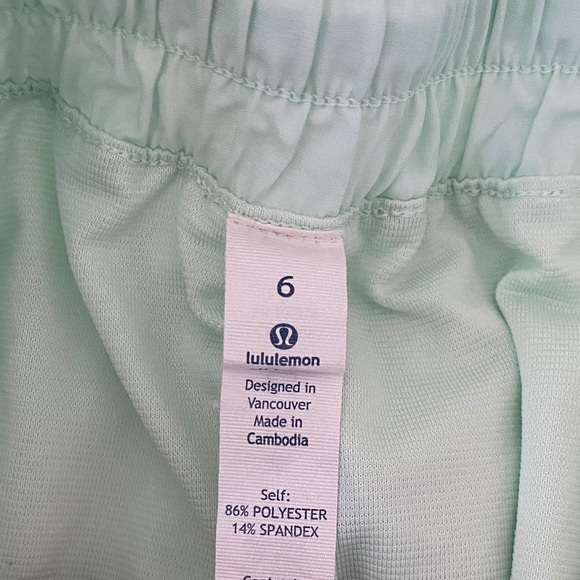 6
lululemon
Designed in
Vancouver
Made in
Cambodia
Self:
86% POLYESTER
14% SPANDEX